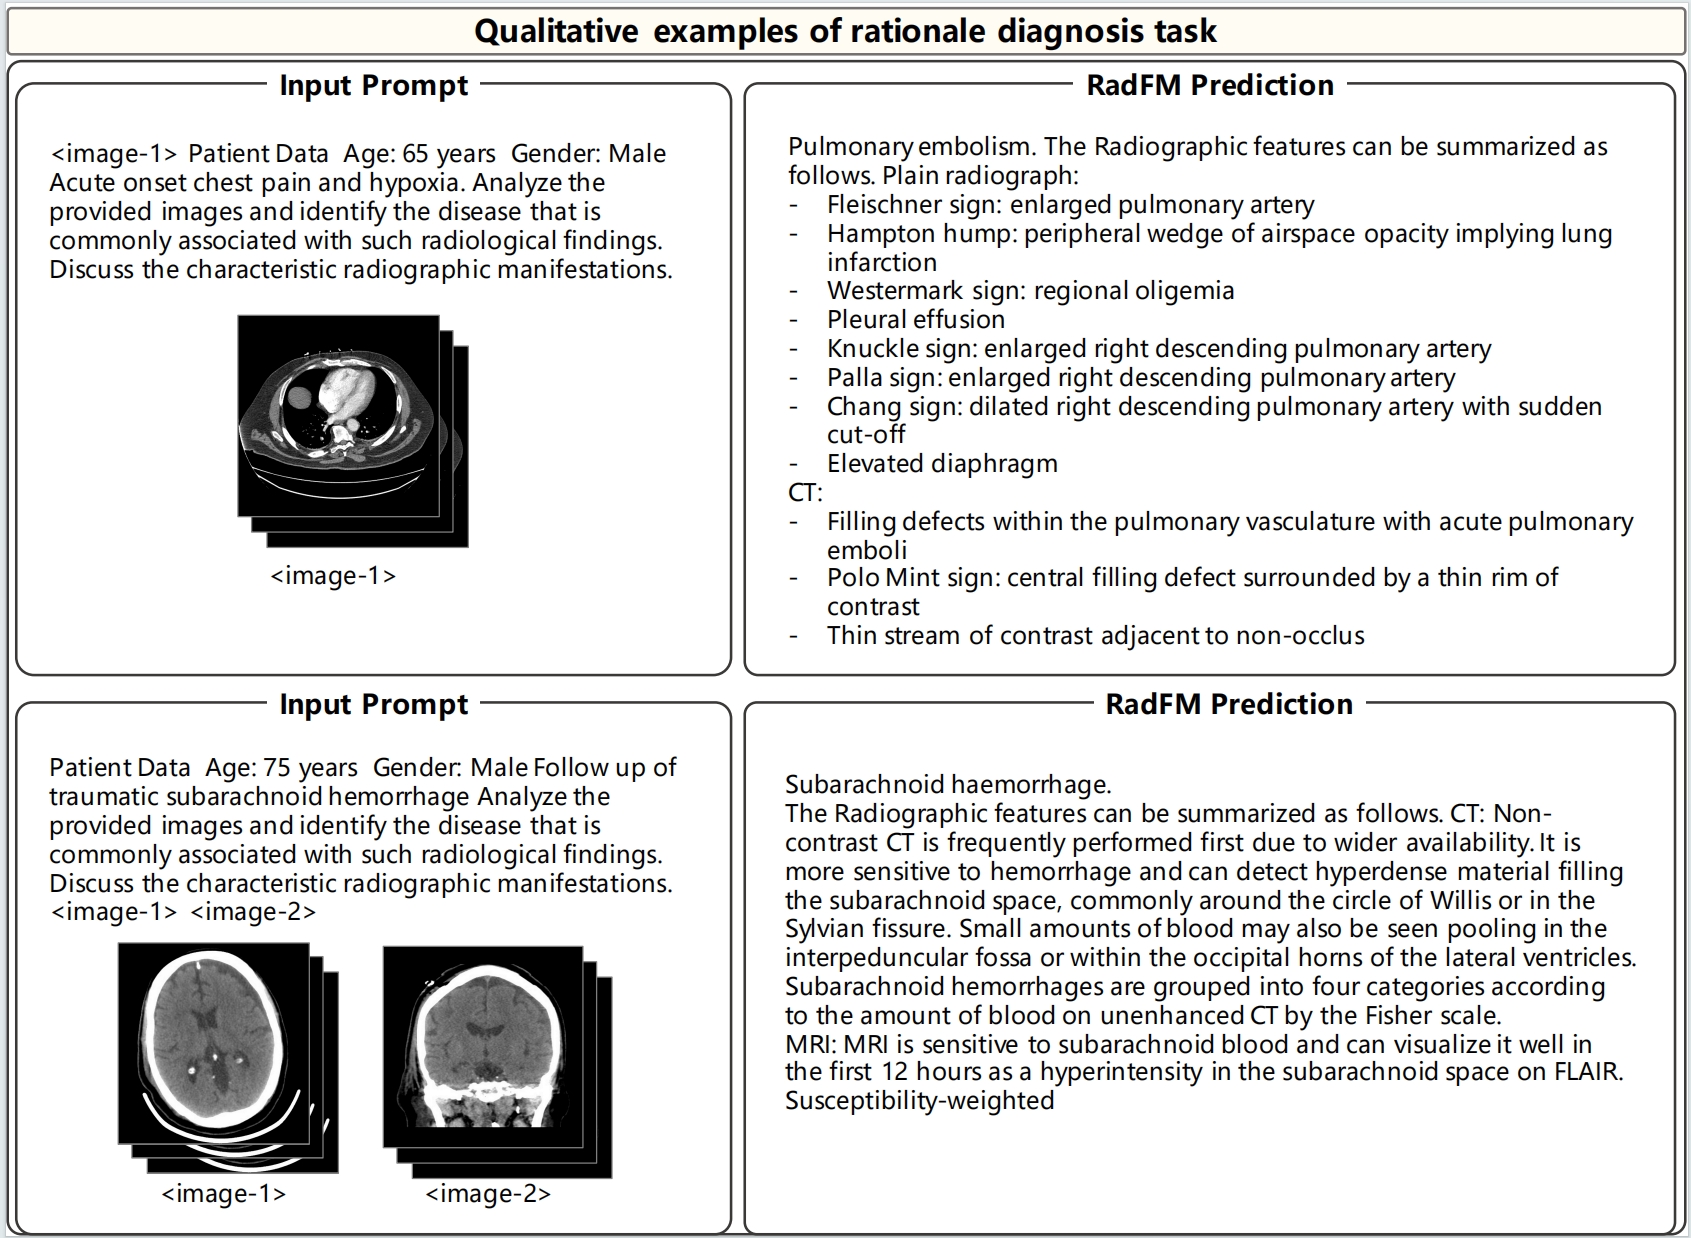 Qualitative examples of rationale diagnosis task
Input Prompt
<image-1> Patient Data Age: 65 years Gender: Male
Acute onset chest pain and hypoxia. Analyze the
provided images and identify the disease that is
commonly associated with such radiological findings.
Discuss the characteristic radiographic manifestations.
<image-1>
RadFM Prediction
Pulmonary embolism. The Radiographic features can be summarized as
follows. Plain radiograph:
- Fleischner sign: enlarged pulmonary artery
- Hampton hump: peripheral wedge of airspace opacity implying lung
infarction
- Westermark sign: regional oligemia
- Pleural effusion
- Knuckle sign: enlarged right descending pulmonary artery
- Palla sign: enlarged right descending pulmonary artery
- Chang sign: dilated right descending pulmonary artery with sudden
cut-off
- Elevated diaphragm
CT:
- Filling defects within the pulmonary vasculature with acute pulmonary
emboli
- Polo Mint sign: central filling defect surrounded by a thin rim of
contrast
- Thin stream of contrast adjacent to non-occlus
Input Prompt
Patient Data Age: 75 years Gender: Male Follow up of
traumatic subarachnoid hemorrhage Analyze the
provided images and identify the disease that is
commonly associated with such radiological findings.
Discuss the characteristic radiographic manifestations.
<image-1> <image-2>
<image-1>
<image-2>
RadFM Prediction
Subarachnoid haemorrhage.
The Radiographic features can be summarized as follows. CT: Non-
contrast CT is frequently performed first due to wider availability. It is
more sensitive to hemorrhage and can detect hyperdense material filling
the subarachnoid space, commonly around the circle of Willis or in the
Sylvian fissure. Small amounts of blood may also be seen pooling in the
interpeduncular fossa or within the occipital horns of the lateral ventricles.
Subarachnoid hemorrhages are grouped into four categories according
to the amount of blood on unenhanced CT by the Fisher scale.
MRI: MRI is sensitive to subarachnoid blood and can visualize it well in
the first 12 hours as a hyperintensity in the subarachnoid space on FLAIR.
Susceptibility-weighted